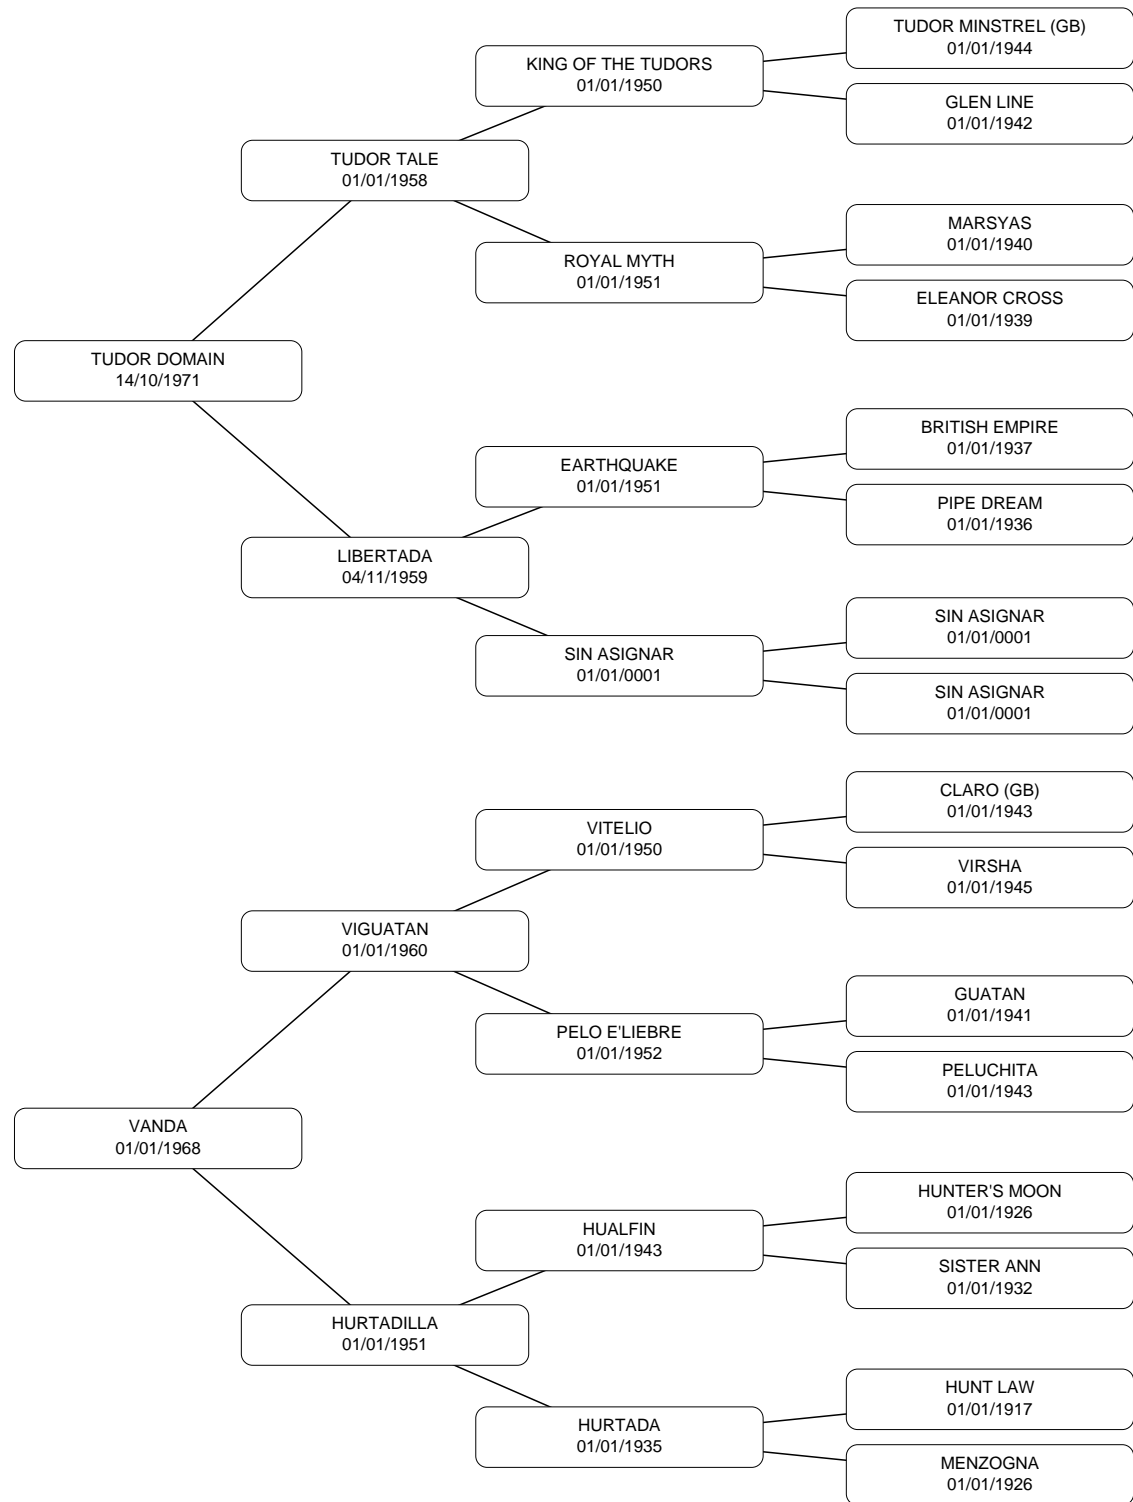 TUDOR MINSTREL (GB)
01/01/1944
KING OF THE TUDORS
01/01/1950
GLEN LINE
01/01/1942
TUDOR TALE
01/01/1958
MARSYAS
01/01/1940
ROYAL MYTH
01/01/1951
ELEANOR CROSS
01/01/1939
TUDOR DOMAIN
14/10/1971
BRITISH EMPIRE
01/01/1937
EARTHQUAKE
01/01/1951
PIPE DREAM
01/01/1936
LIBERTADA
04/11/1959
SIN ASIGNAR
01/01/0001
SIN ASIGNAR
01/01/0001
SIN ASIGNAR
01/01/0001
CLARO (GB)
01/01/1943
VITELIO
01/01/1950
VIRSHA
01/01/1945
VIGUATAN
01/01/1960
GUATAN
01/01/1941
PELO E'LIEBRE
01/01/1952
PELUCHITA
01/01/1943
VANDA
01/01/1968
HUNTER'S MOON
01/01/1926
HUALFIN
01/01/1943
SISTER ANN
01/01/1932
HURTADILLA
01/01/1951
HUNT LAW
01/01/1917
HURTADA
01/01/1935
MENZOGNA
01/01/1926